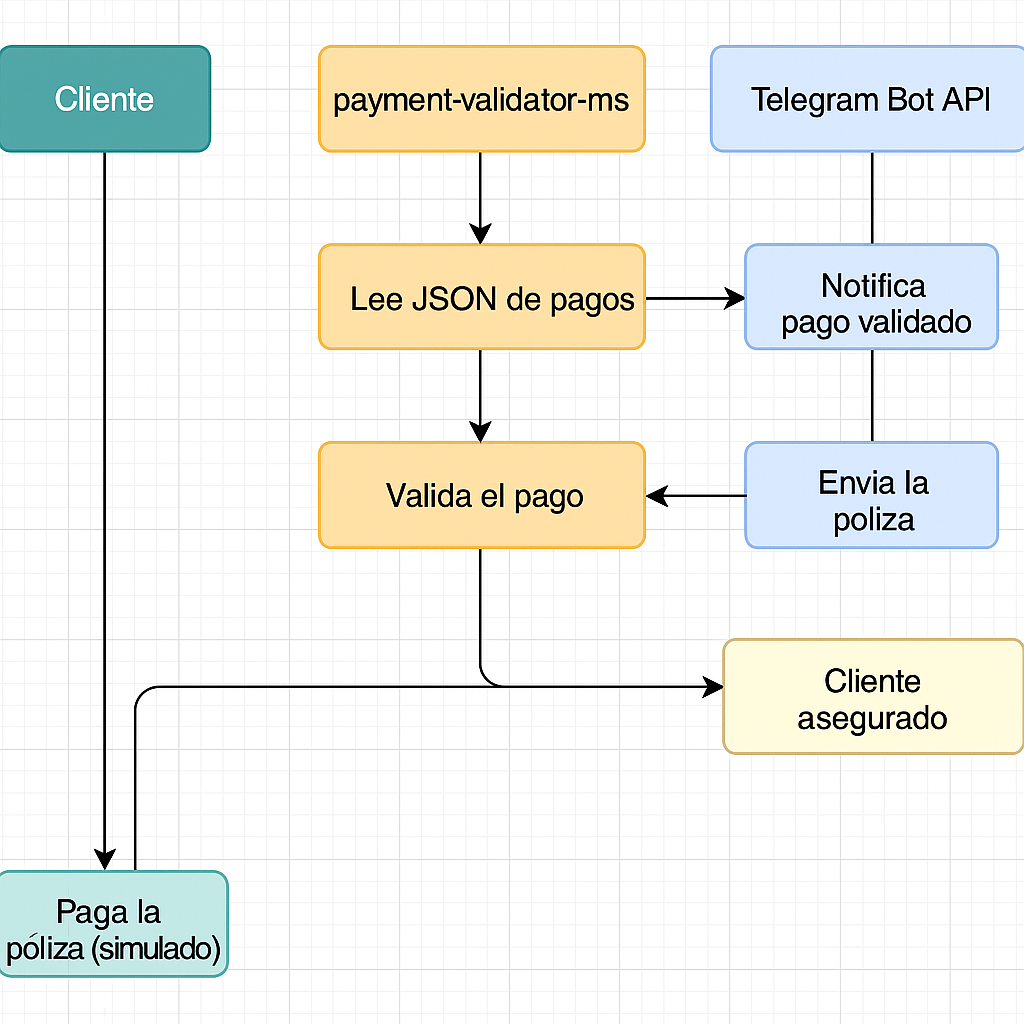 Cliente
payment-validator-ms
Telegram Bot API
Lee JSON de pagos
Notifica
pago validado
Valida el pago
Envia la
poliza
Cliente
asegurado
Paga la
póliza (simulado)